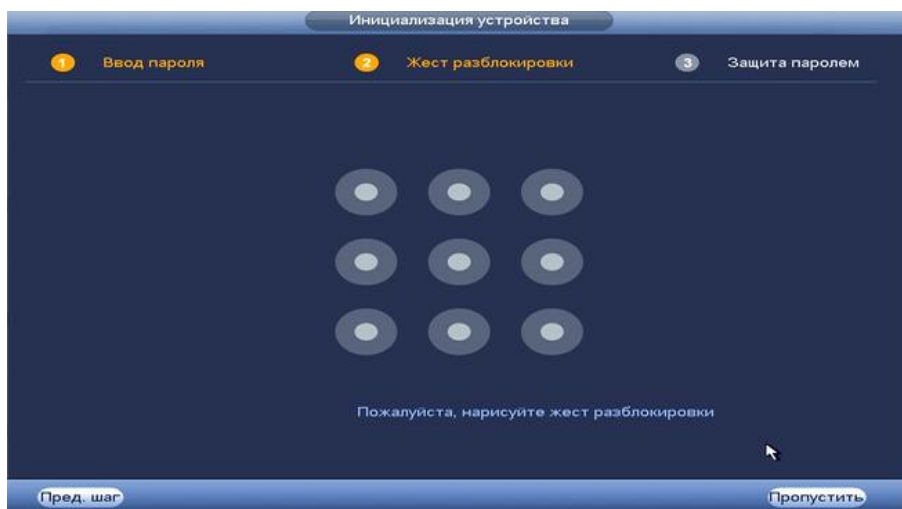 Инициализация устройства
1 Ввод пароля 2 Жест разблокировки 3 Защита паролем
Пожалуйста, нарисуйте жест разблокировки
Пред. шаг Пропустить